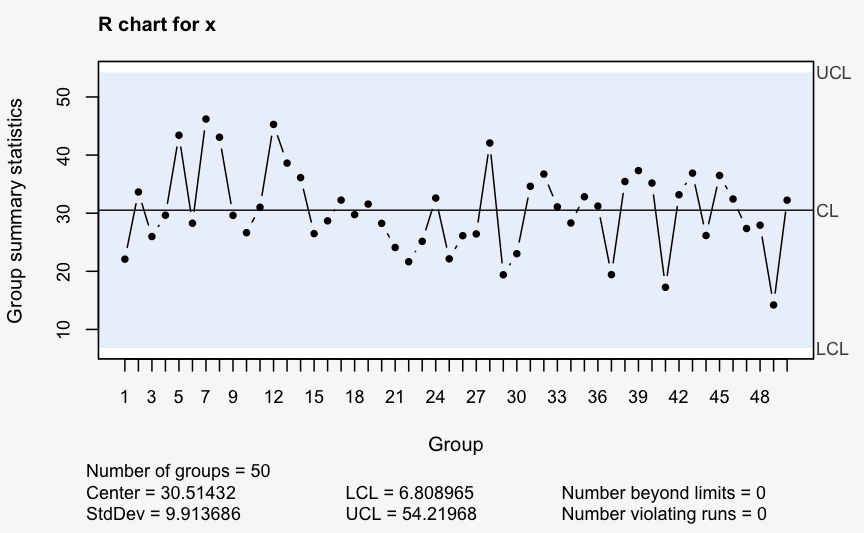 R chart for x
Group summary statistics
50
40
30
20
10
UCL
CL
LCL
1 3 5 7 9 12 15 18 21 24 27 30 33 36 39 42 45 48
Group
Number of groups = 50
Center = 30.51432 LCL = 6.808965 Number beyond limits = 0
StdDev = 9.913686 UCL = 54.21968 Number violating runs = 0